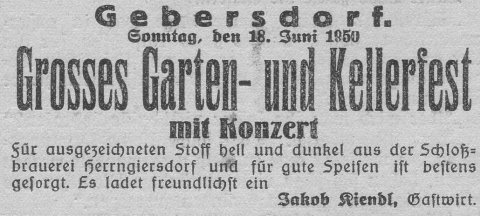 Gebersdorf.
Sonntag, den 18. Juni 1950
Grosses Garten- und Kellerfest
mit Konzert
Für ausgezeichneten Stoff hell und dunkel aus der Schloß-
brauerei Herrngiersdorf und für gute Speisen ist bestens
gesorgt. Es ladet freundlichst ein
Jakob Kiendl, Gastwirt.